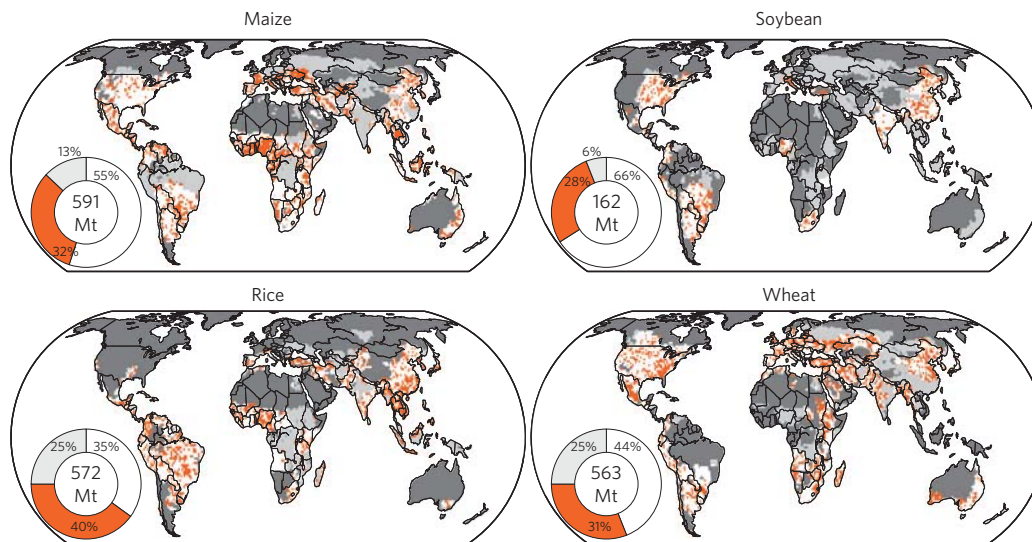 Maize
Soybean
13%
55%
591
Mt
32%
6%
28%
66%
162
Mt
Rice
Wheat
25%
35%
572
Mt
40%
25%
44%
563
Mt
31%